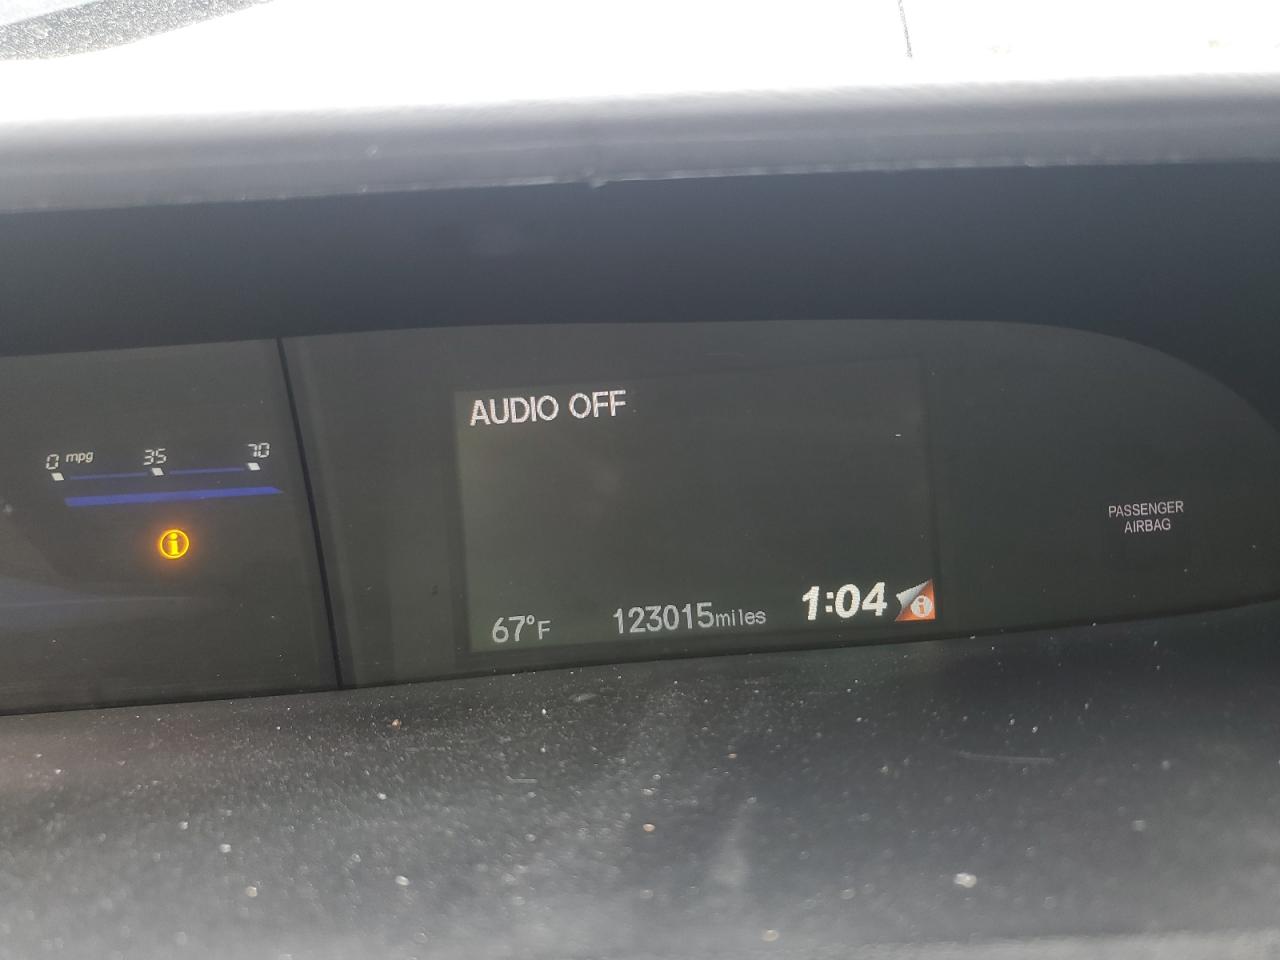 AUDIO OFF
0 mpg 35 70
i
PASSENGER
AIRBAG
67°F 123015miles 1:04 i